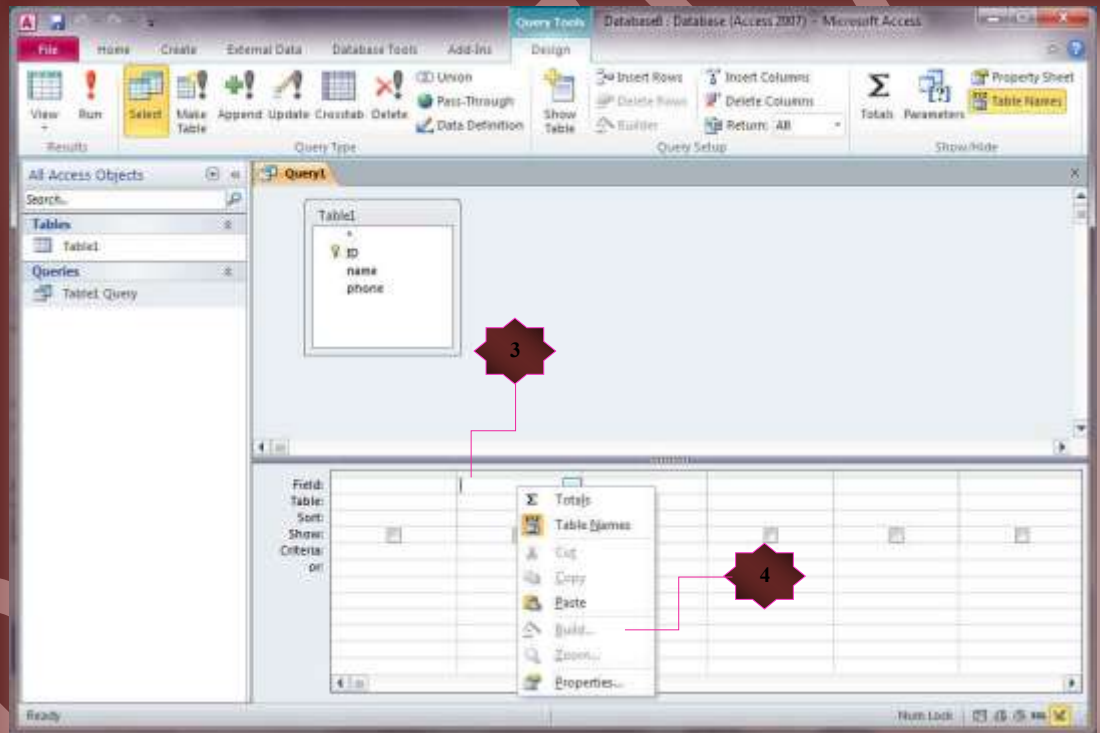 Query Tools Database8 : Database (Access 2007) - Microsoft Access
File Home Create External Data Database Tools Add-Ins Design
View
Run
Select
Make Table
Append
Update
Crosstab
Delete
Union
Pass-Through
Data Definition
Show Table
Insert Rows
Delete Rows
Builder
Insert Columns
Delete Columns
Return: All
Totals
Parameters
Property Sheet
Table Names
Results Query Type Query Setup Show/Hide
All Access Objects
Search..
Tables
Table1
Queries
Table1 Query
Query1
Table1
*
ID
name
phone
3
Field:
Table:
Sort:
Show:
Criteria:
or:
Totals
Table Names
Cut
Copy
Paste
Build...
Zoom...
Properties...
4
Ready Num Lock